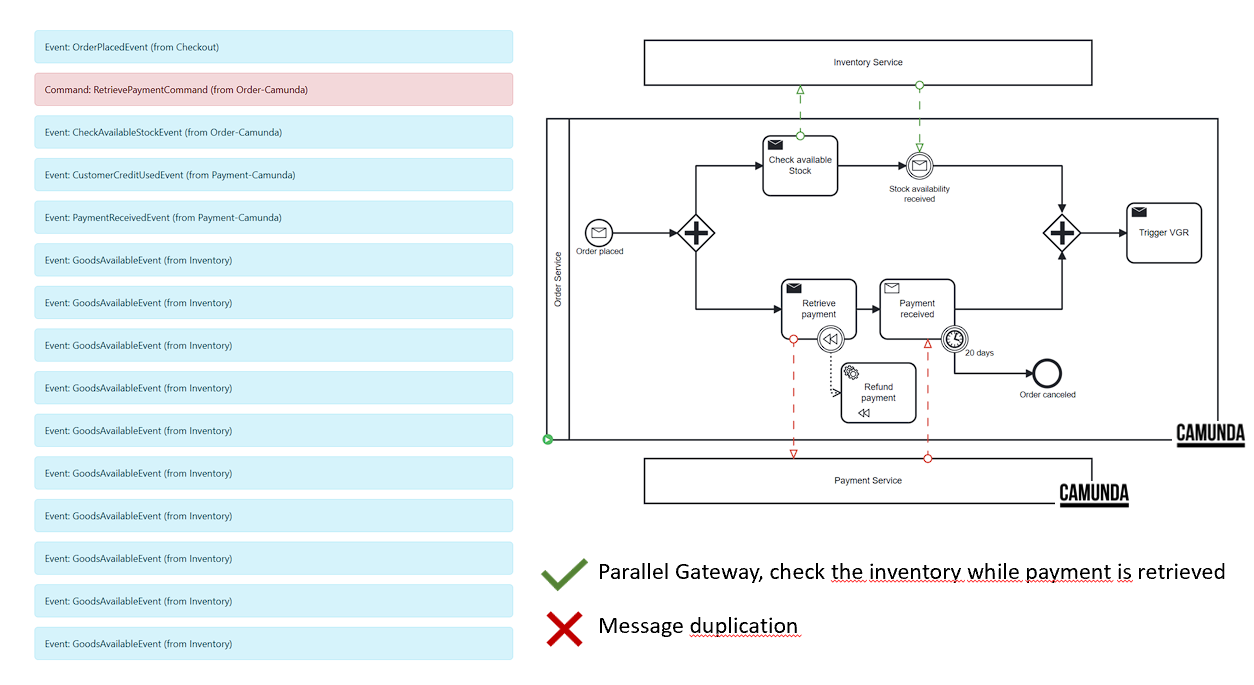 Event: OrderPlacedEvent (from Checkout)
Command: RetrievePaymentCommand (from Order-Camunda)
Event: CheckAvailableStockEvent (from Order-Camunda)
Event: CustomerCreditUsedEvent (from Payment-Camunda)
Event: PaymentReceivedEvent (from Payment-Camunda)
Event: GoodsAvailableEvent (from Inventory)
Event: GoodsAvailableEvent (from Inventory)
Event: GoodsAvailableEvent (from Inventory)
Event: GoodsAvailableEvent (from Inventory)
Event: GoodsAvailableEvent (from Inventory)
Event: GoodsAvailableEvent (from Inventory)
Event: GoodsAvailableEvent (from Inventory)
Event: GoodsAvailableEvent (from Inventory)
Event: GoodsAvailableEvent (from Inventory)
Event: GoodsAvailableEvent (from Inventory)
Inventory Service
Order Service
Check available
Stock
Stock availability
received
Order placed
Trigger VGR
Retrieve
payment
Payment
received
20 days
Refund
payment
Order canceled
CAMUNDA
Payment Service
CAMUNDA
Parallel Gateway, check the inventory while payment is retrieved
Message duplication